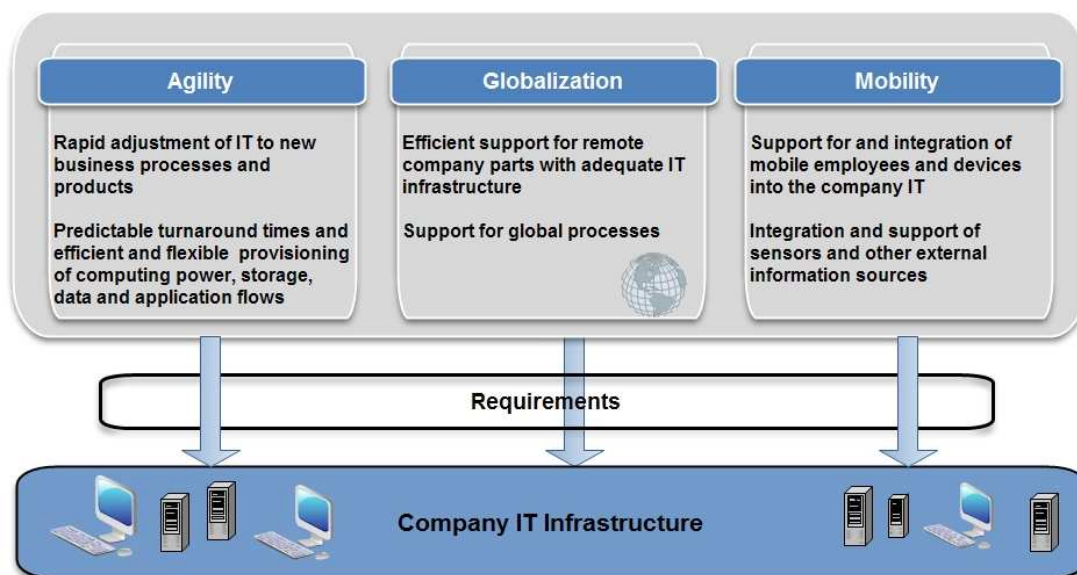 Agility
Rapid adjustment of IT to new
business processes and
products
Predictable turnaround times and
efficient and flexible provisioning
of computing power, storage,
data and application flows
Globalization
Efficient support for remote
company parts with adequate IT
infrastructure
Support for global processes
Mobility
Support for and integration of
mobile employees and devices
into the company IT
Integration and support of
sensors and other external
information sources
Requirements
Company IT Infrastructure